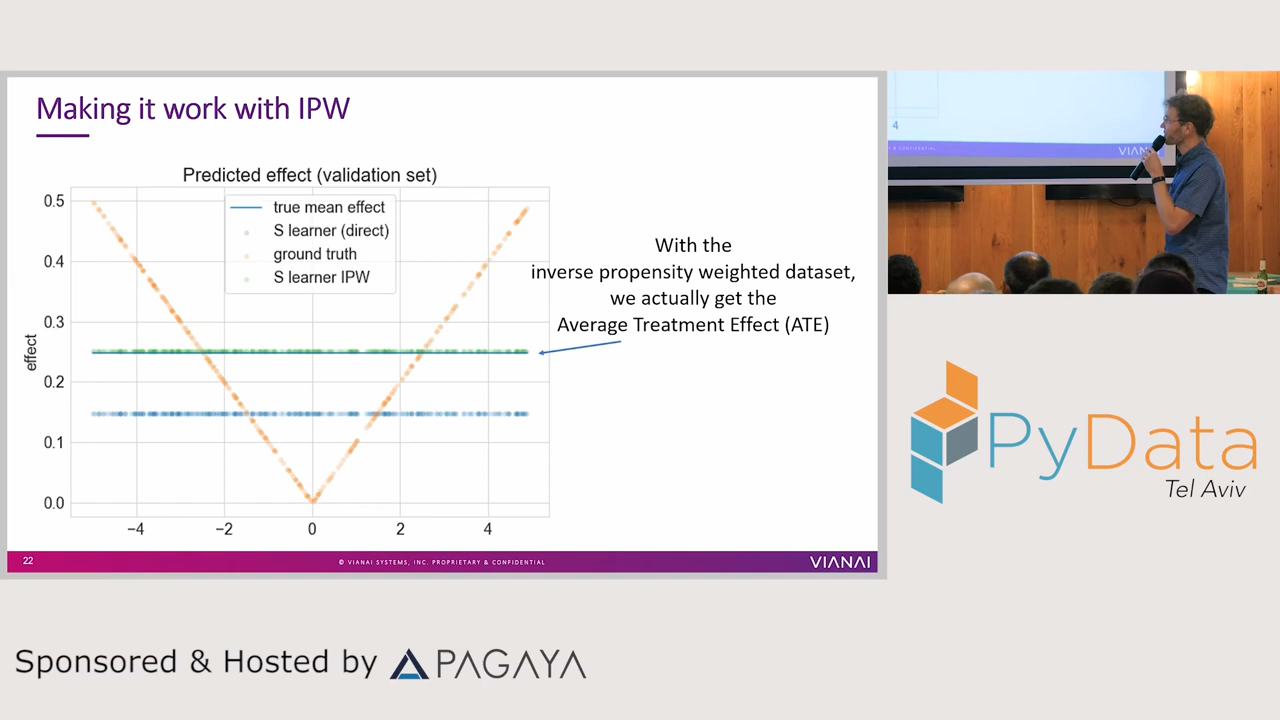 Making it work with IPW
Predicted effect (validation set)
0.5
0.4
0.3
0.2
0.1
0.0
effect
−4
−2
0
2
4
true mean effect
S learner (direct)
ground truth
S learner IPW
With the
inverse propensity weighted dataset,
we actually get the
Average Treatment Effect (ATE)
22
© VIANAI SYSTEMS, INC. PROPRIETARY & CONFIDENTIAL
VIANAI
4
& CONFIDENTIAL
VIAN
PyData
Tel Aviv
Sponsored & Hosted by PAGAYA